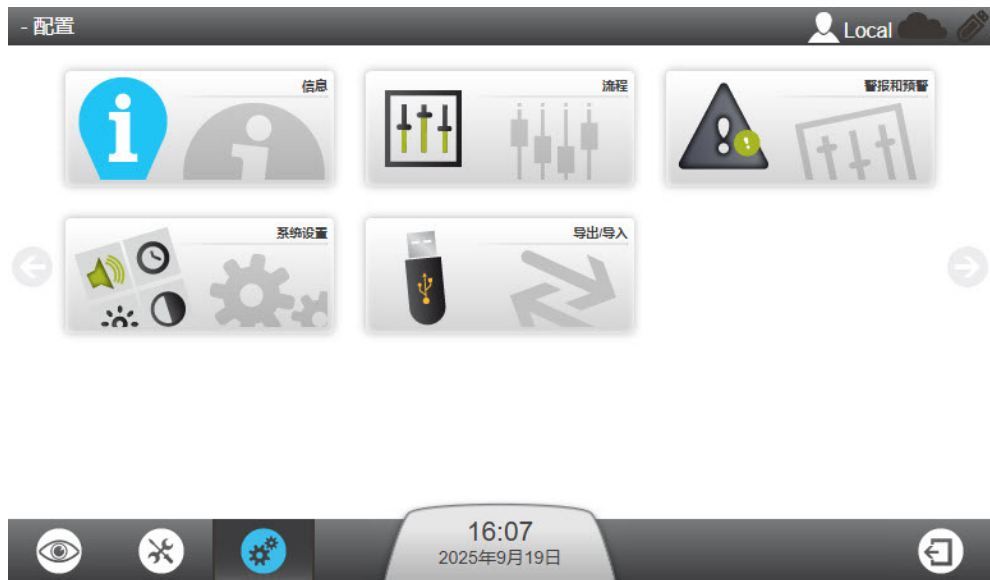 - 配置
Local
信息
流程
警报和预警
系统设置
导出/导入
16:07
2025年9月19日